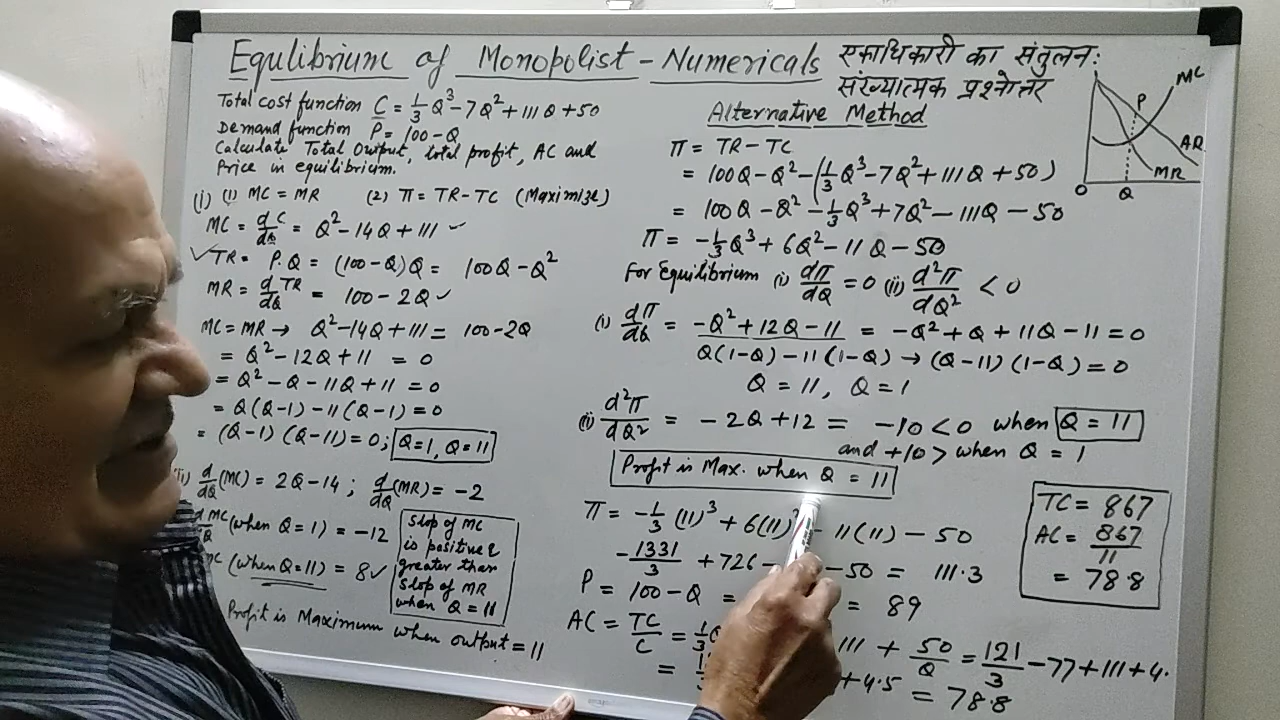 Equlibrium of Monopolist - Numericals एकाधिकारी का संतुलन:
संख्यात्मक प्रश्नोत्तर
Total cost function C = 1/3 Q³ - 7Q² + 111Q + 50
Demand function P = 100 - Q
Calculate Total Output, total profit, AC and
Price in equilibrium.
(i) (1) MC = MR (2) π = TR - TC (Maximize)
MC = d/dQ C = Q² - 14Q + 111 ✓
✓TR = P.Q = (100 - Q)Q = 100Q - Q²
MR = d/dQ TR = 100 - 2Q ✓
MC = MR → Q² - 14Q + 111 = 100 - 2Q
= Q² - 12Q + 11 = 0
= Q² - Q - 11Q + 11 = 0
= Q(Q-1) - 11(Q-1) = 0
= (Q-1) (Q-11) = 0; Q=1, Q=11
d/dQ (MC) = 2Q - 14 ; d/dQ (MR) = -2
MC (when Q = 1) = -12
(when Q = 11) = 8 ✓
Slop of MC
is positive &
greater than
Slop of MR
when Q = 11
Profit is Maximum when output = 11
Alternative Method
π = TR - TC
= 100Q - Q² - (1/3 Q³ - 7Q² + 111Q + 50)
= 100Q - Q² - 1/3 Q³ + 7Q² - 111Q - 50
π = -1/3 Q³ + 6Q² - 11Q - 50
For Equilibrium (i) dπ/dQ = 0 (ii) d²π/dQ² < 0
(i) dπ/dQ = -Q² + 12Q - 11 = -Q² + Q + 11Q - 11 = 0
Q(1-Q) - 11(1-Q) → (Q-11) (1-Q) = 0
Q = 11, Q = 1
(ii) d²π/dQ² = -2Q + 12 = -10 < 0 when Q = 11
and +10 > when Q = 1
Profit is Max. when Q = 11
π = -1/3 (11)³ + 6(11)² - 11(11) - 50
-1331/3 + 726 - - 50 = 111.3
P = 100 - Q = = 89
AC = TC/C = 1/3 111 + 50/Q = 121/3 - 77 + 111 + 4.
= + 4.5 = 78.8
TC = 867
AC = 867/11
= 78.8
MC
P
AR
MR
O
Q